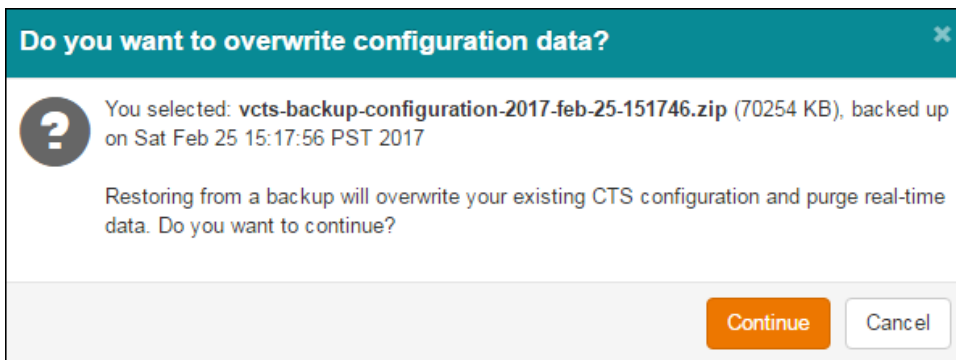 Do you want to overwrite configuration data?
You selected: vcts-backup-configuration-2017-feb-25-151746.zip (70254 KB), backed up
on Sat Feb 25 15:17:56 PST 2017
Restoring from a backup will overwrite your existing CTS configuration and purge real-time
data. Do you want to continue?
Continue
Cancel